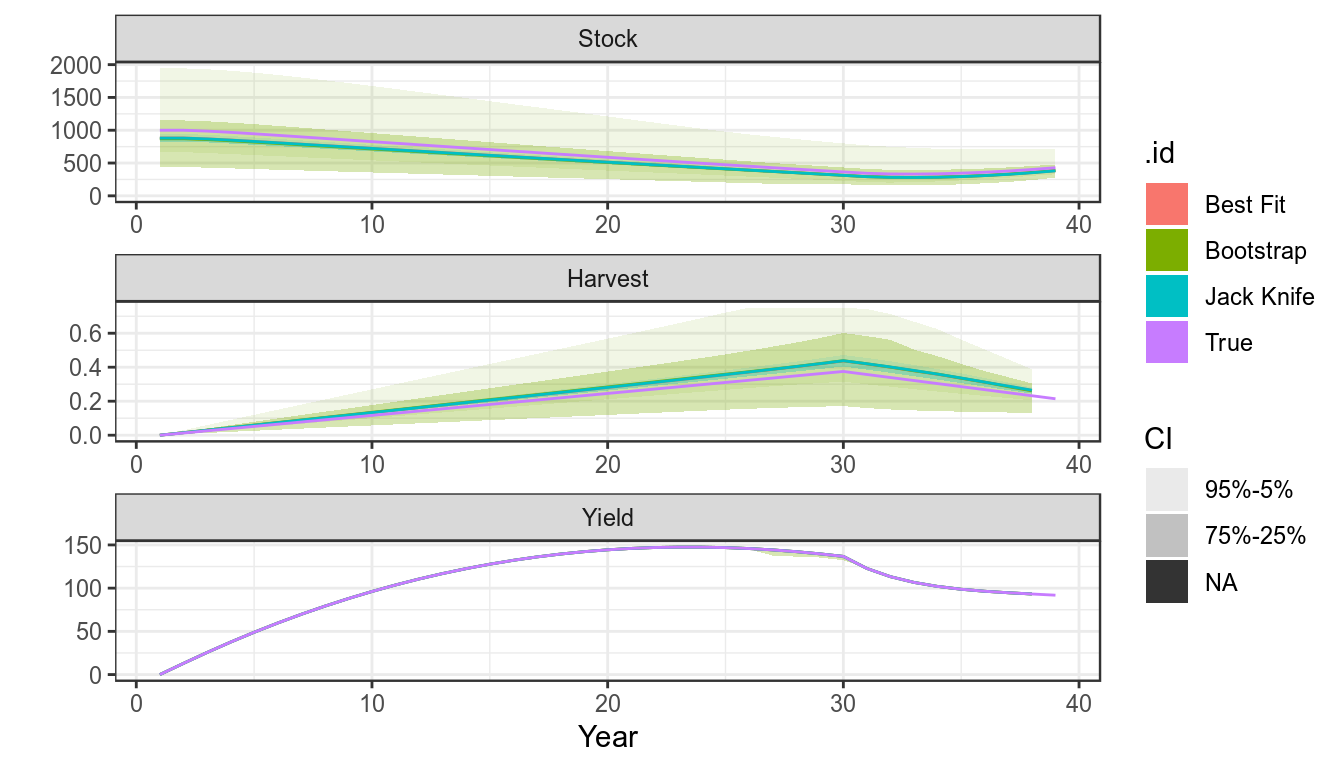 Stock
2000
1500
1000
500
0
0 10 20 30 40
Harvest
0.6
0.4
0.2
0.0
0 10 20 30 40
Yield
150
100
50
0
0 10 20 30 40
Year
.id
Best Fit
Bootstrap
Jack Knife
True
CI
95%-5%
75%-25%
NA